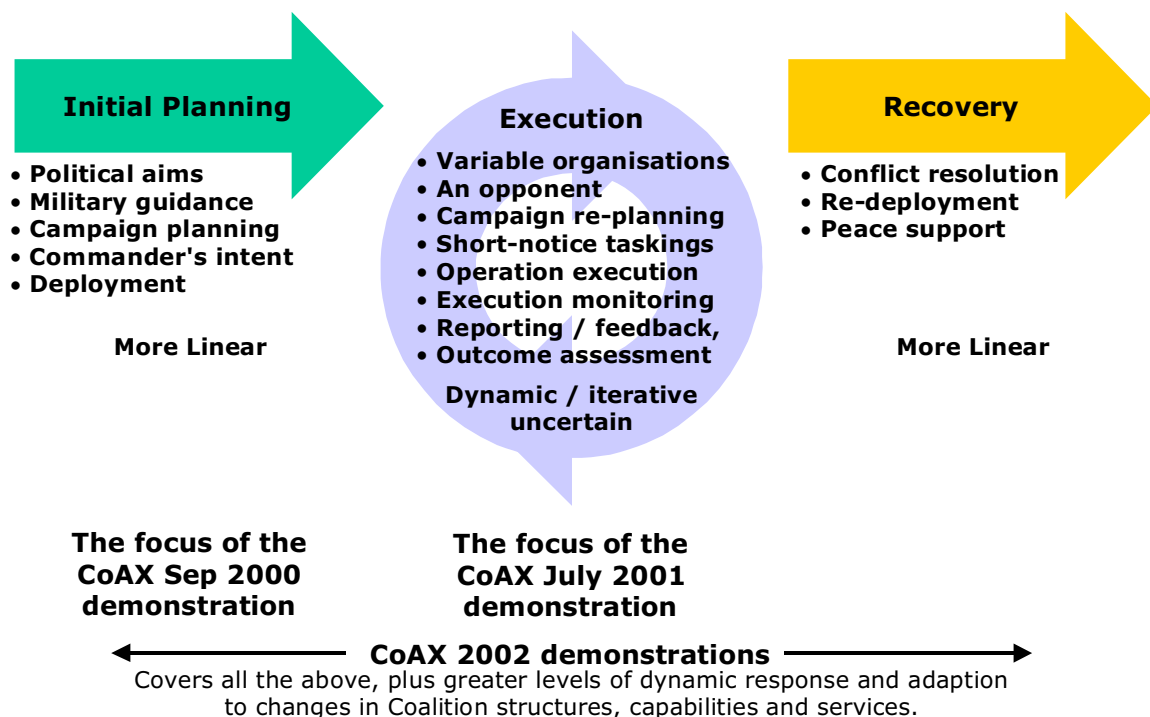 Initial Planning
• Political aims
• Military guidance
• Campaign planning
• Commander's intent
• Deployment
More Linear
Execution
• Variable organisations
• An opponent
• Campaign re-planning
• Short-notice taskings
• Operation execution
• Execution monitoring
• Reporting / feedback,
• Outcome assessment
Dynamic / iterative
uncertain
Recovery
• Conflict resolution
• Re-deployment
• Peace support
More Linear
The focus of the
CoAX Sep 2000
demonstration
The focus of the
CoAX July 2001
demonstration
CoAX 2002 demonstrations
Covers all the above, plus greater levels of dynamic response and adaption
to changes in Coalition structures, capabilities and services.